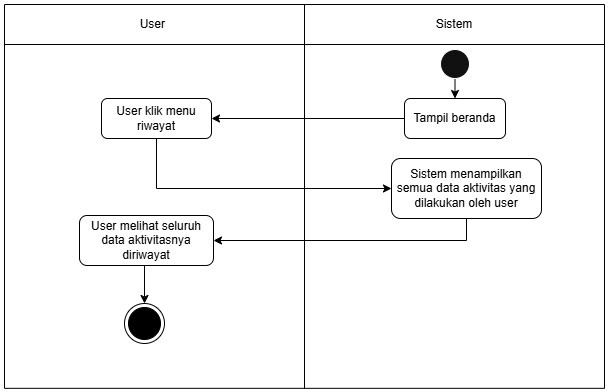 User
Sistem
Tampil beranda
User klik menu
riwayat
Sistem menampilkan
semua data aktivitas yang
dilakukan oleh user
User melihat seluruh
data aktivitasnya
diriwayat